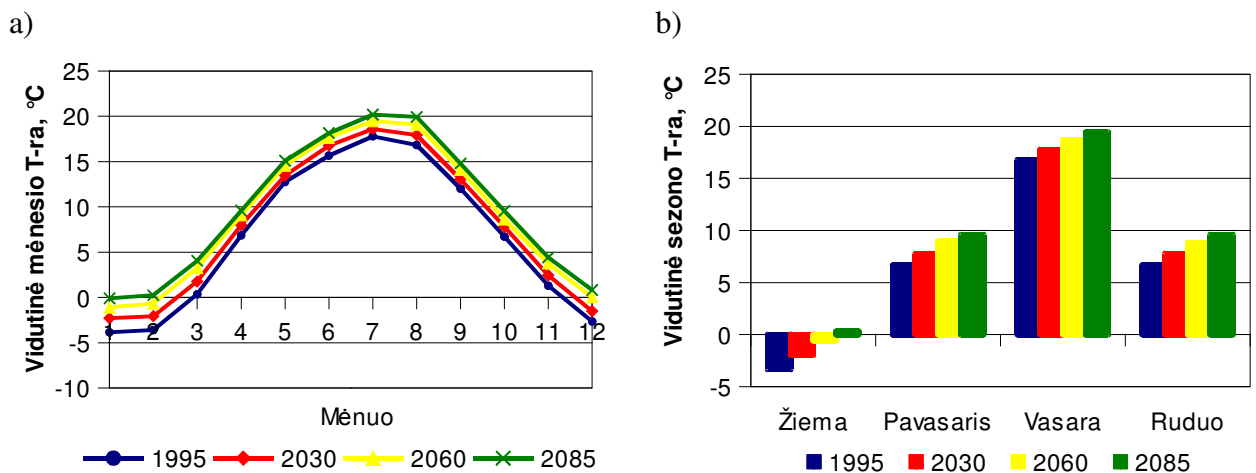 a)
Vidutinė mėnesio T-ra, °C
25
20
15
10
5
0
-5
-10
1 2 3 4 5 6 7 8 9 10 11 12
Mėnuo
1995 2030 2060 2085
b)
Vidutinė sezono T-ra, °C
25
20
15
10
5
0
-5
Žiema Pavasaris Vasara Ruduo
1995 2030 2060 2085